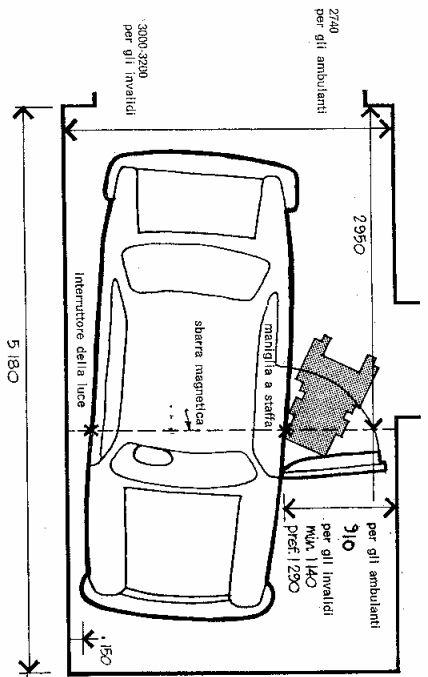 2740
per gli ambulanti
3000-3200
per gli invalidi
2950
maniglia a staffa
sbarra magnetica
interruttore della luce
per gli ambulanti
910
per gli invalidi
min 1140
pref. 1290
150
5180